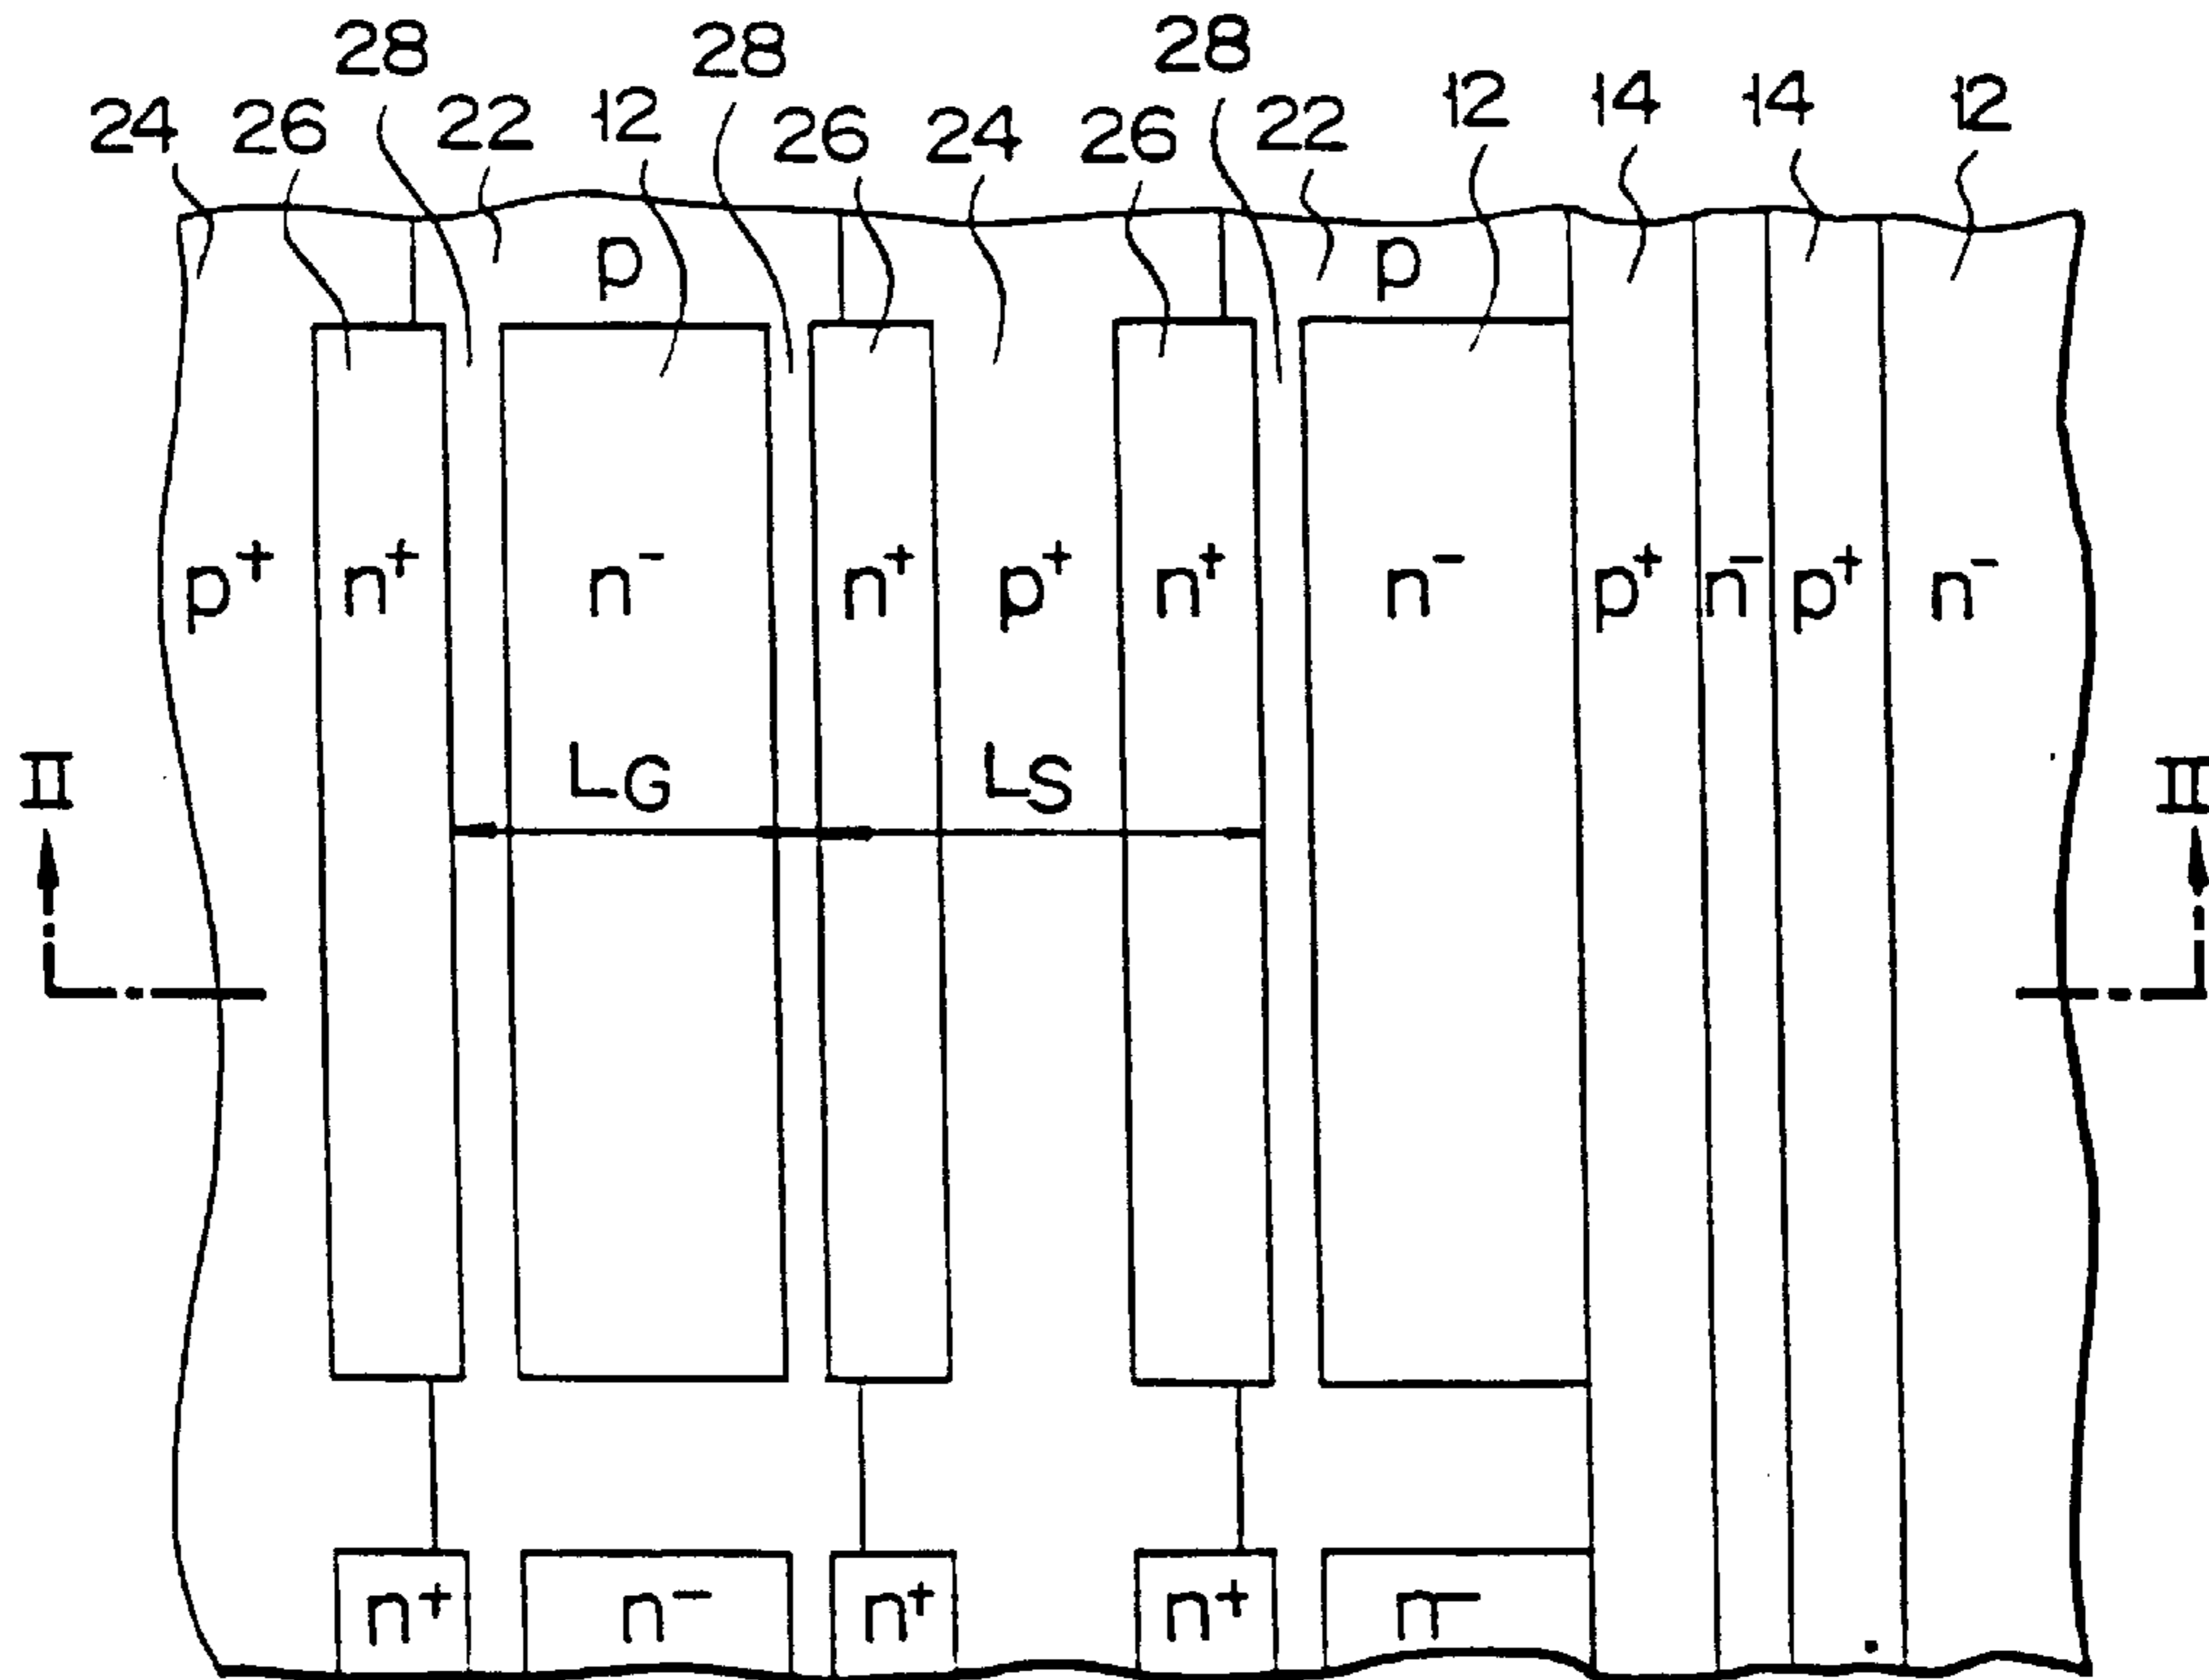 28 28 28
24 26 22 12 26 24 26 22 12 14 14 12
p p
p+ n+ n- n+ p+ n+ n- p+ n- p+ n-
LG LS
II II
n+ n- n+ n+ n-